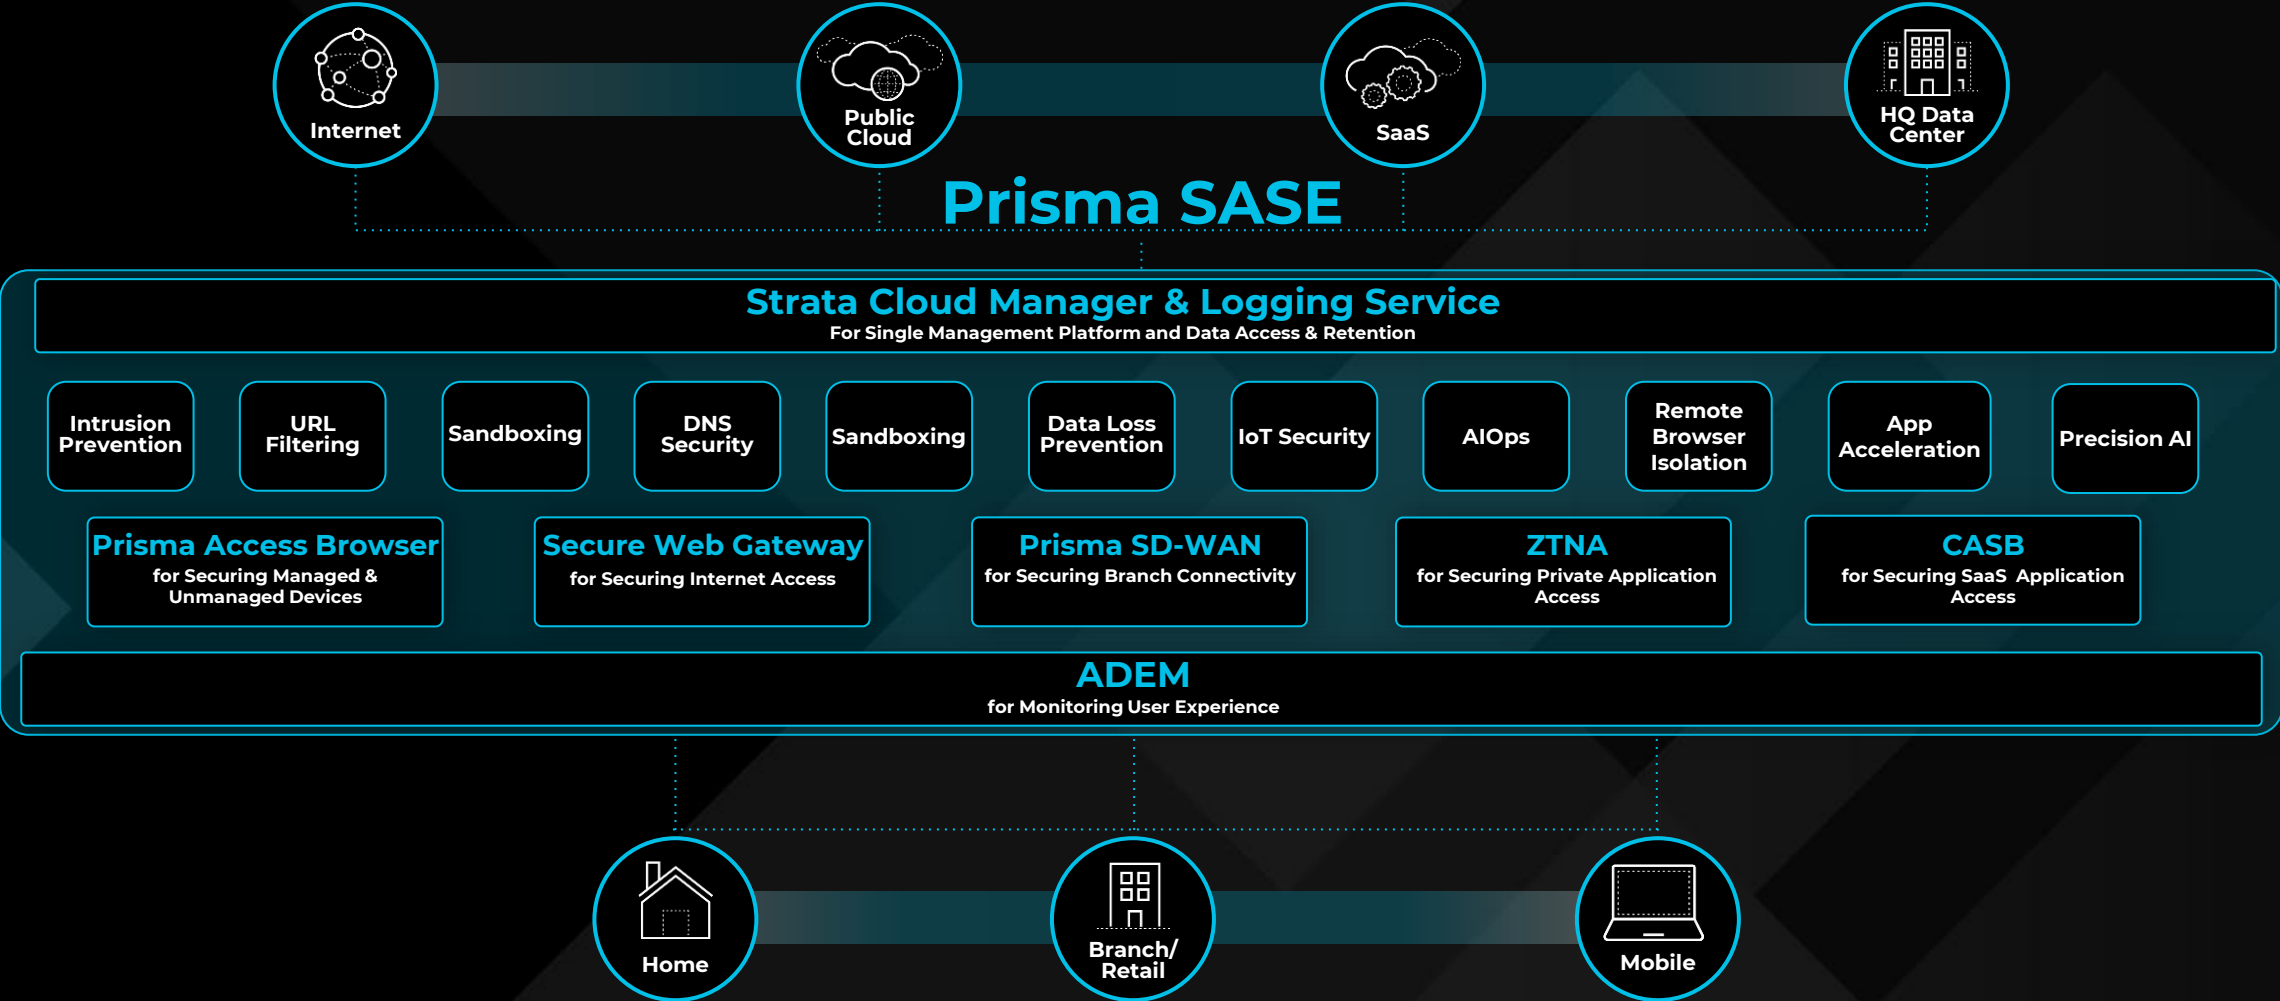 Internet
Public
Cloud
SaaS
HQ Data
Center
Prisma SASE
Strata Cloud Manager & Logging Service
For Single Management Platform and Data Access & Retention
Intrusion
Prevention
URL
Filtering
Sandboxing
DNS
Security
Sandboxing
Data Loss
Prevention
IoT Security
AIOps
Remote
Browser
Isolation
App
Acceleration
Precision AI
Prisma Access Browser
for Securing Managed &
Unmanaged Devices
Secure Web Gateway
for Securing Internet Access
Prisma SD-WAN
for Securing Branch Connectivity
ZTNA
for Securing Private Application
Access
CASB
for Securing SaaS Application
Access
ADEM
for Monitoring User Experience
Home
Branch/
Retail
Mobile